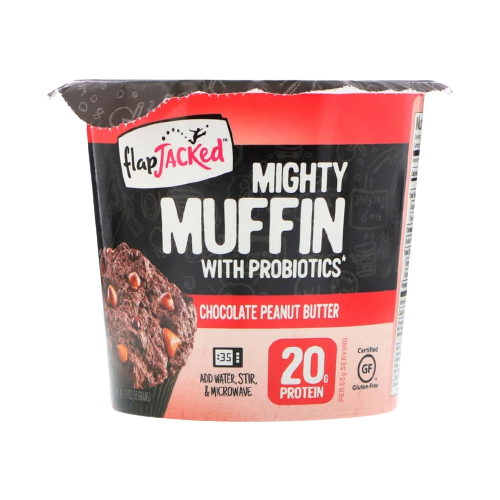 flapJACKed™
MIGHTY
MUFFIN
WITH PROBIOTICS*
CHOCOLATE PEANUT BUTTER
:35
ADD WATER, STIR,
& MICROWAVE
20G
PROTEIN
PER 55g SERVING
Certified
GF
Gluten-Free